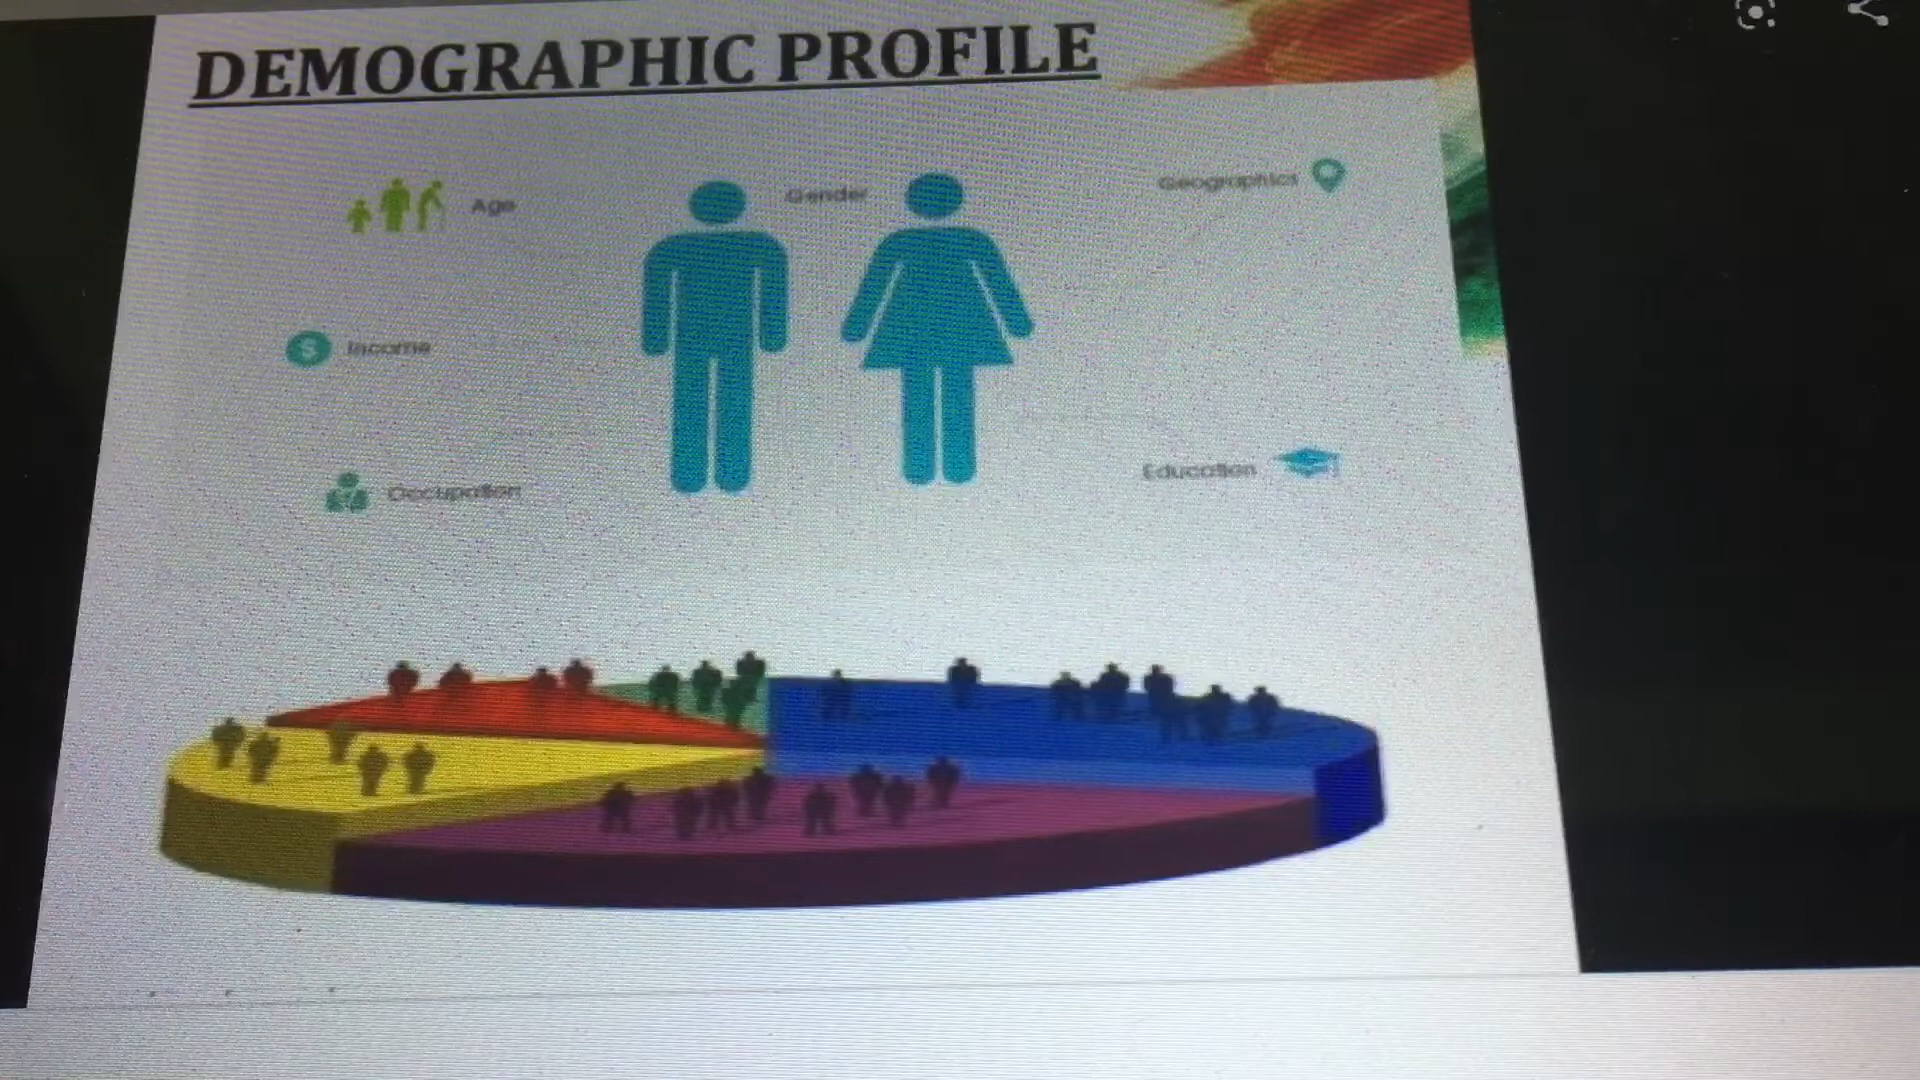 DEMOGRAPHIC PROFILE
Age
Gender
Geographics
Income
Occupation
Education